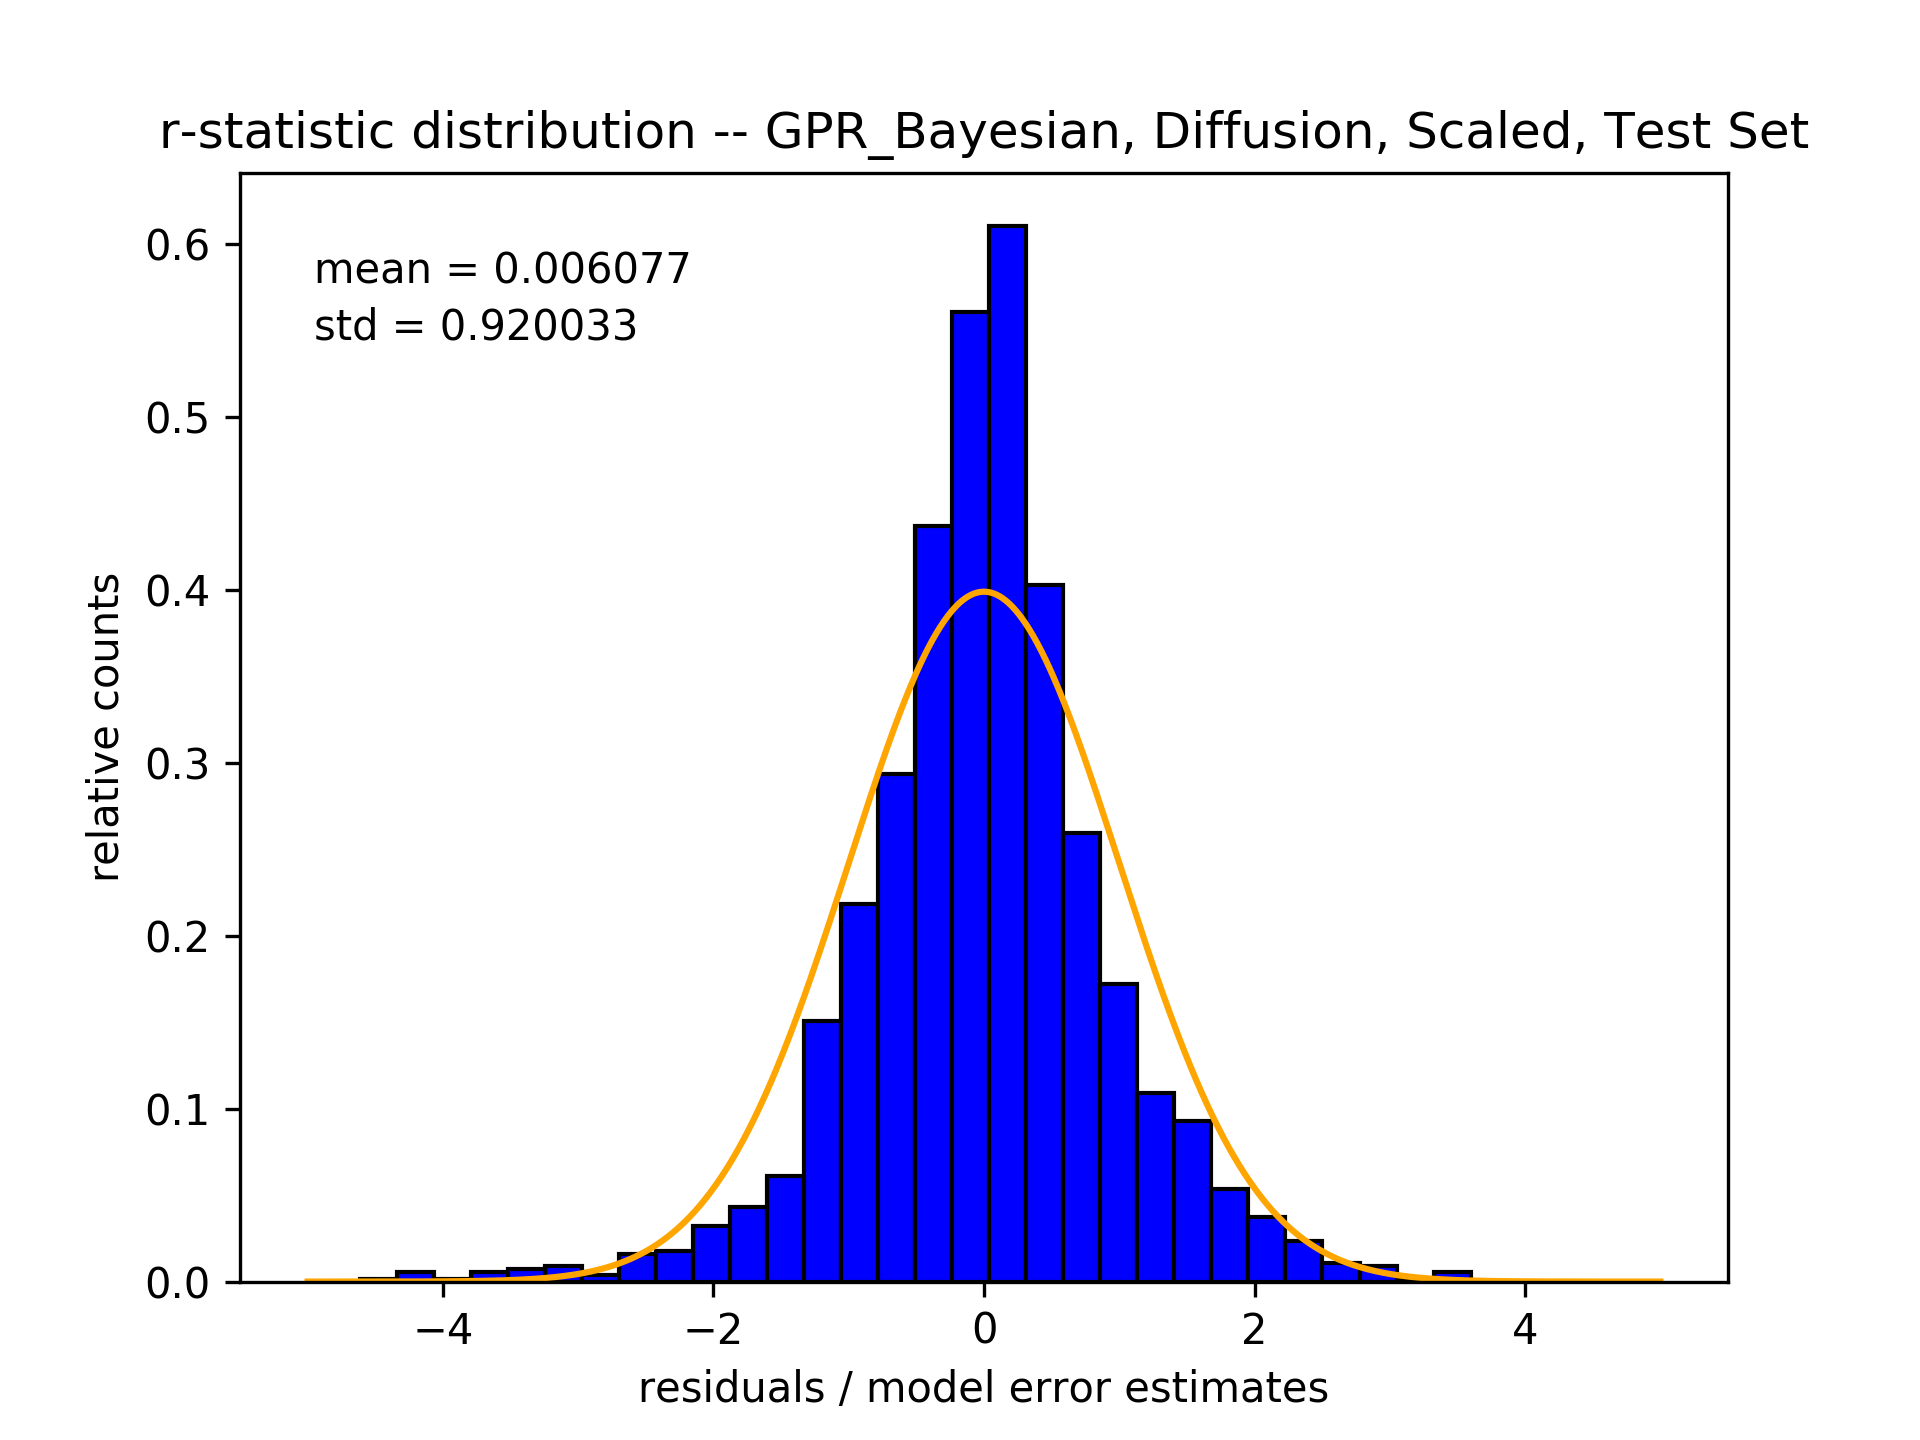 r-statistic distribution -- GPR_Bayesian, Diffusion, Scaled, Test Set
mean = 0.006077
std = 0.920033
0.6
0.5
0.4
0.3
0.2
0.1
0.0
relative counts
−4
−2
0
2
4
residuals / model error estimates